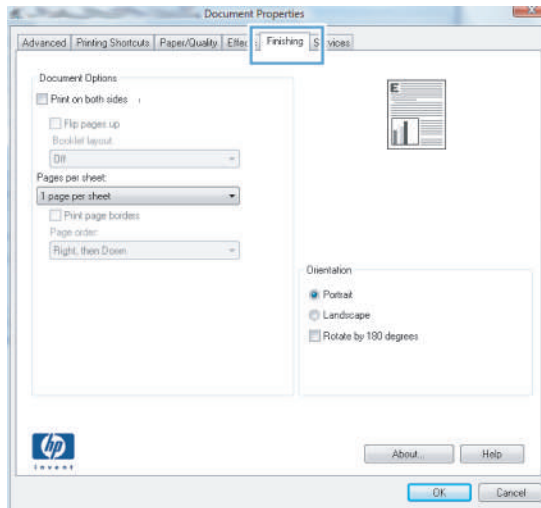 Document Properties
Advanced Printing Shortcuts Paper/Quality Finishing
Document Options
Print on both sides
Flip pages up
Booklet layout:
Off
Pages per sheet:
1 page per sheet
Print page borders
Page order:
Right, then Down
E
Orientation
Portrait
Landscape
Rotate by 180 degrees
hp
invent
About... Help
OK Cancel